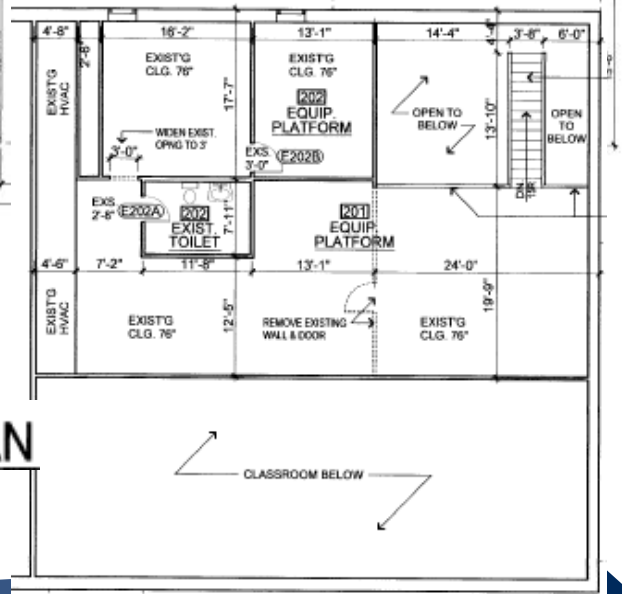 4'-8"
16'-2"
13'-1"
14'-4"
4'-4"
3'-8"
6'-0"
2'-6"
EXIST'G
HVAC
EXIST'G
CLG. 76"
17'-7"
EXIST'G
CLG. 76"
202
EQUIP.
PLATFORM
OPEN TO
BELOW
13'-10"
OPEN
TO
BELOW
WIDEN EXIST.
OPNG TO 3'
3'-0"
EXS.
3'-0"
E202B
DN
15R
EXS
2'-8"
E202A
202
EXIST.
TOILET
7'-11"
201
EQUIP.
PLATFORM
4'-6"
7'-2"
11'-8"
13'-1"
24'-0"
EXIST'G
HVAC
EXIST'G
CLG. 76"
12'-5"
REMOVE EXISTING
WALL & DOOR
EXIST'G
CLG. 76"
19'-9"
AN
CLASSROOM BELOW